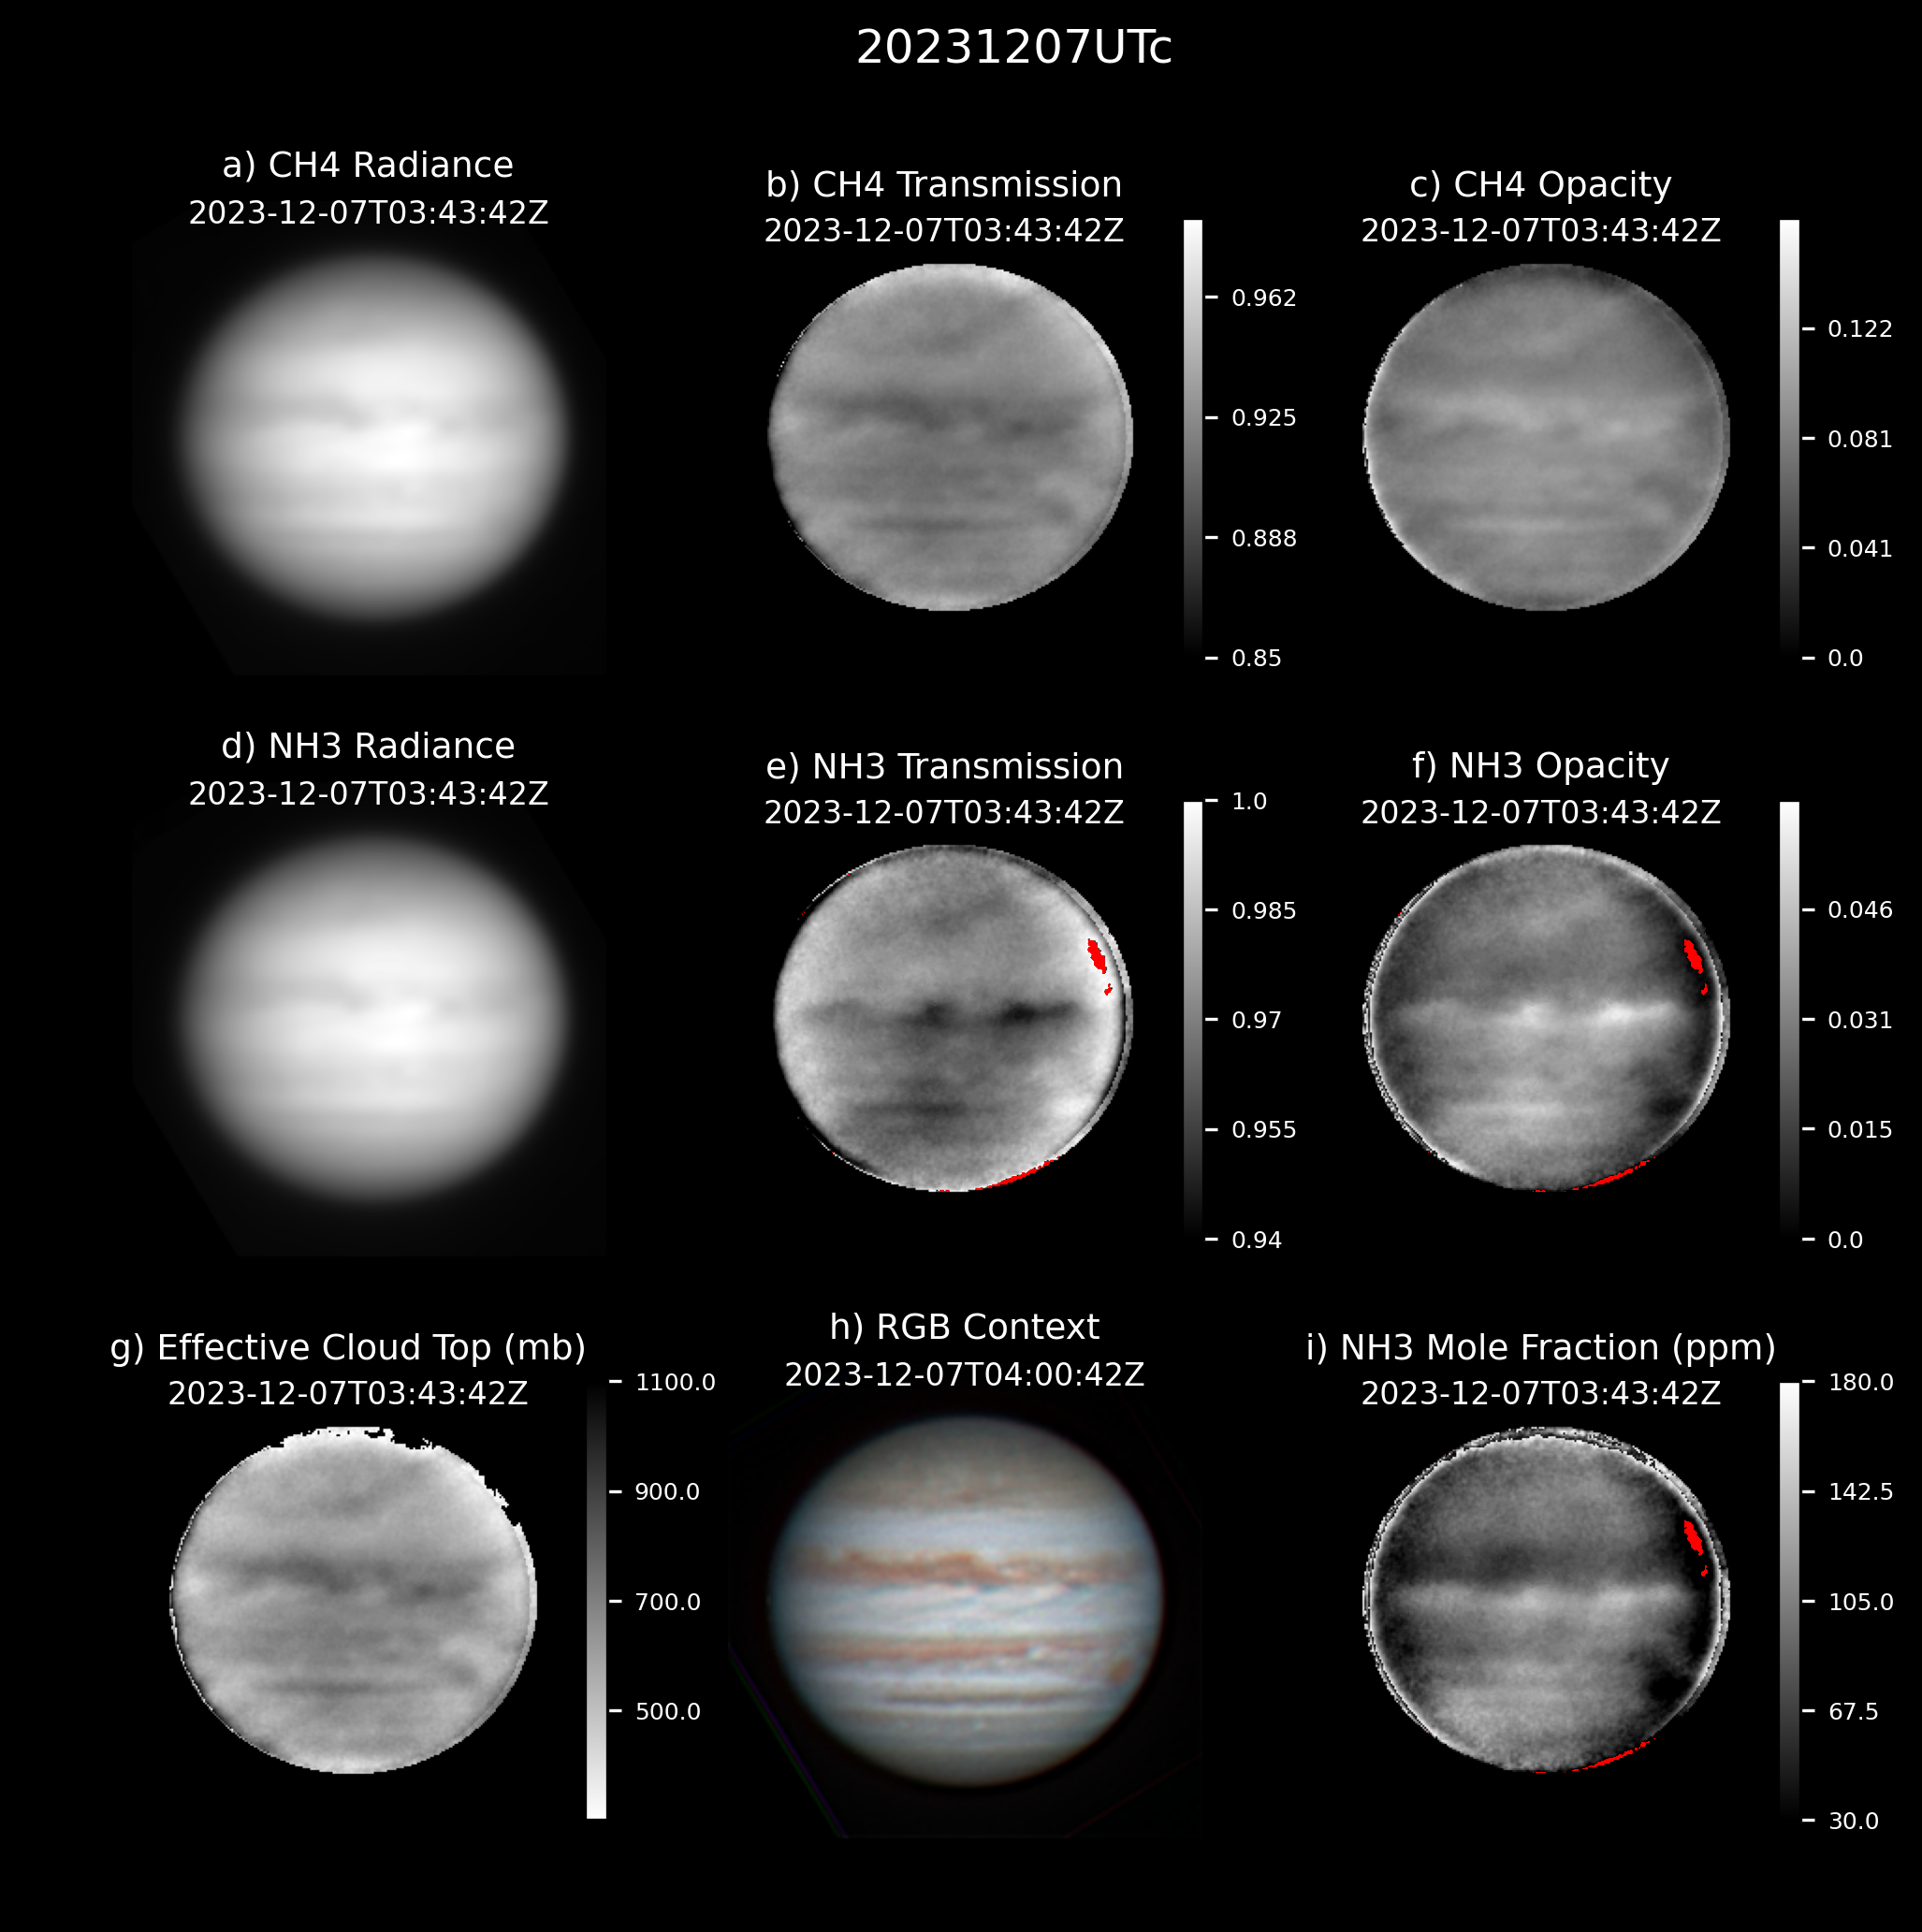 20231207UTc
a) CH4 Radiance
2023-12-07T03:43:42Z
b) CH4 Transmission
2023-12-07T03:43:42Z
0.962
0.925
0.888
0.85
c) CH4 Opacity
2023-12-07T03:43:42Z
0.122
0.081
0.041
0.0
d) NH3 Radiance
2023-12-07T03:43:42Z
e) NH3 Transmission
2023-12-07T03:43:42Z
1.0
0.985
0.97
0.955
0.94
f) NH3 Opacity
2023-12-07T03:43:42Z
0.046
0.031
0.015
0.0
g) Effective Cloud Top (mb)
2023-12-07T03:43:42Z
1100.0
900.0
700.0
500.0
h) RGB Context
2023-12-07T04:00:42Z
i) NH3 Mole Fraction (ppm)
2023-12-07T03:43:42Z
180.0
142.5
105.0
67.5
30.0